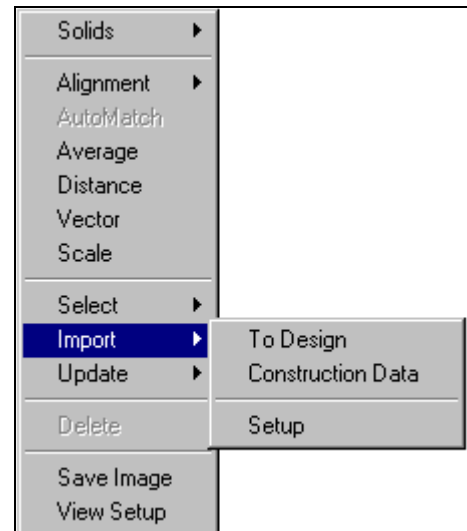 Solids
Alignment
AutoMatch
Average
Distance
Vector
Scale
Select
Import
Update
Delete
Save Image
View Setup
To Design
Construction Data
Setup